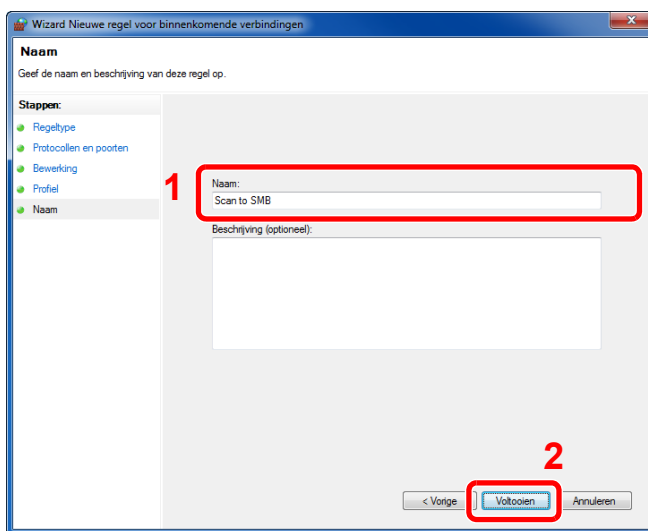 Wizard Nieuwe regel voor binnenkomende verbindingen
Naam
Geef de naam en beschrijving van deze regel op.
Stappen:
Regeltype
Protocollen en poorten
Bewerking
Profiel
Naam
1
Naam:
Scan to SMB
Beschrijving (optioneel):
2
< Vorige
Voltooien
Annuleren